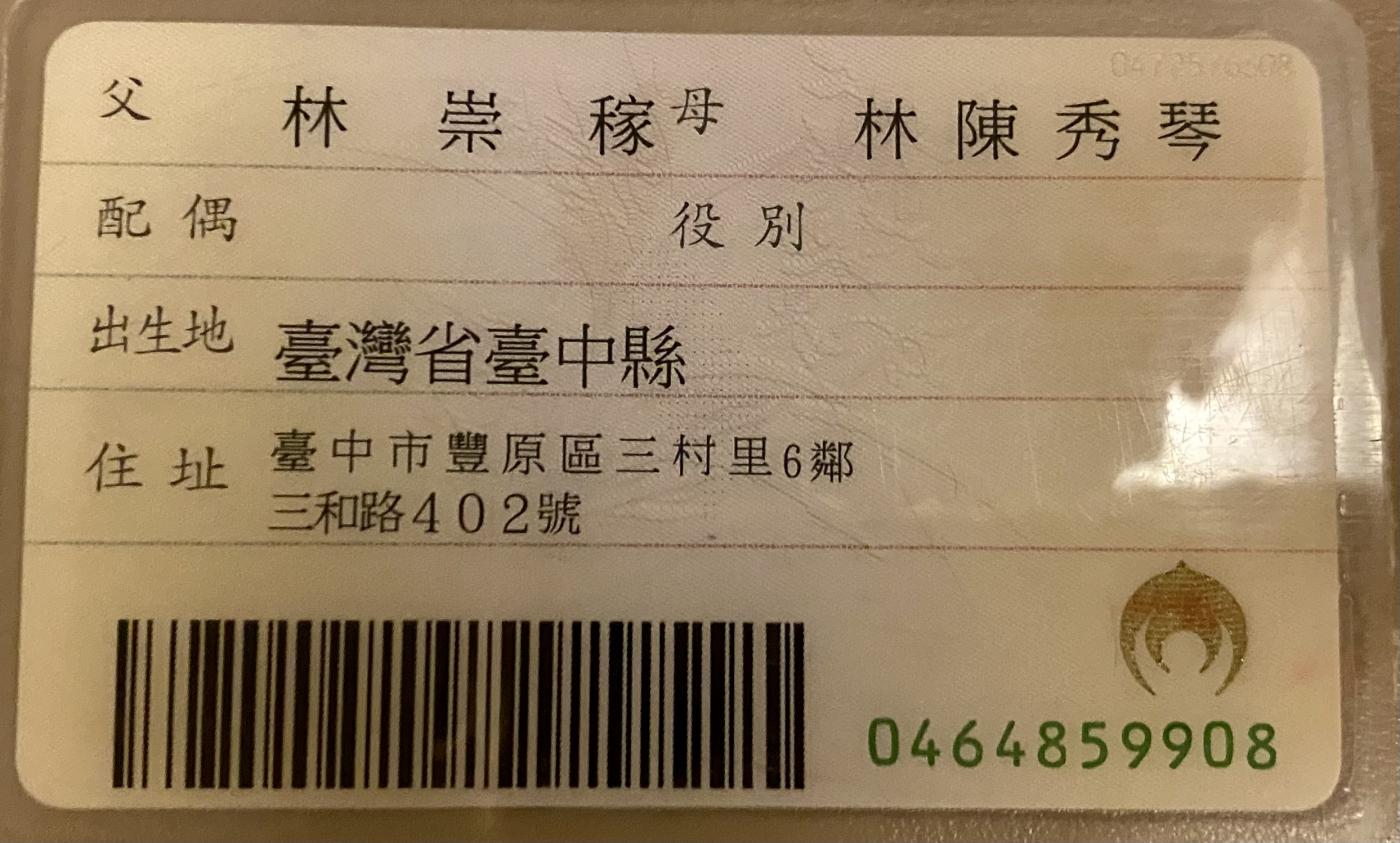 父 林崇稼 母 林陳秀琴
配偶 役別
出生地 臺灣省臺中縣
住址 臺中市豐原區三村里6鄰
三和路402號
0464859908